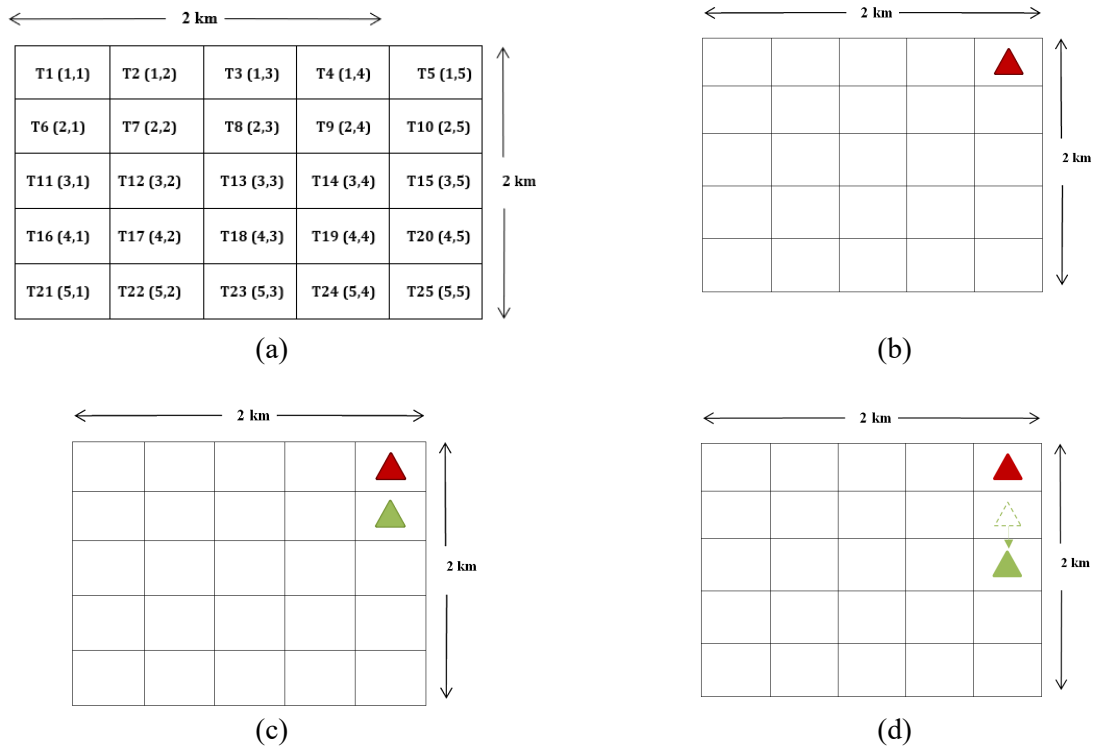 2 km
T1 (1,1) T2 (1,2) T3 (1,3) T4 (1,4) T5 (1,5)
T6 (2,1) T7 (2,2) T8 (2,3) T9 (2,4) T10 (2,5)
T11 (3,1) T12 (3,2) T13 (3,3) T14 (3,4) T15 (3,5)
2 km
T16 (4,1) T17 (4,2) T18 (4,3) T19 (4,4) T20 (4,5)
T21 (5,1) T22 (5,2) T23 (5,3) T24 (5,4) T25 (5,5)
(a)
2 km
2 km
(b)
2 km
2 km
(c)
2 km
2 km
(d)